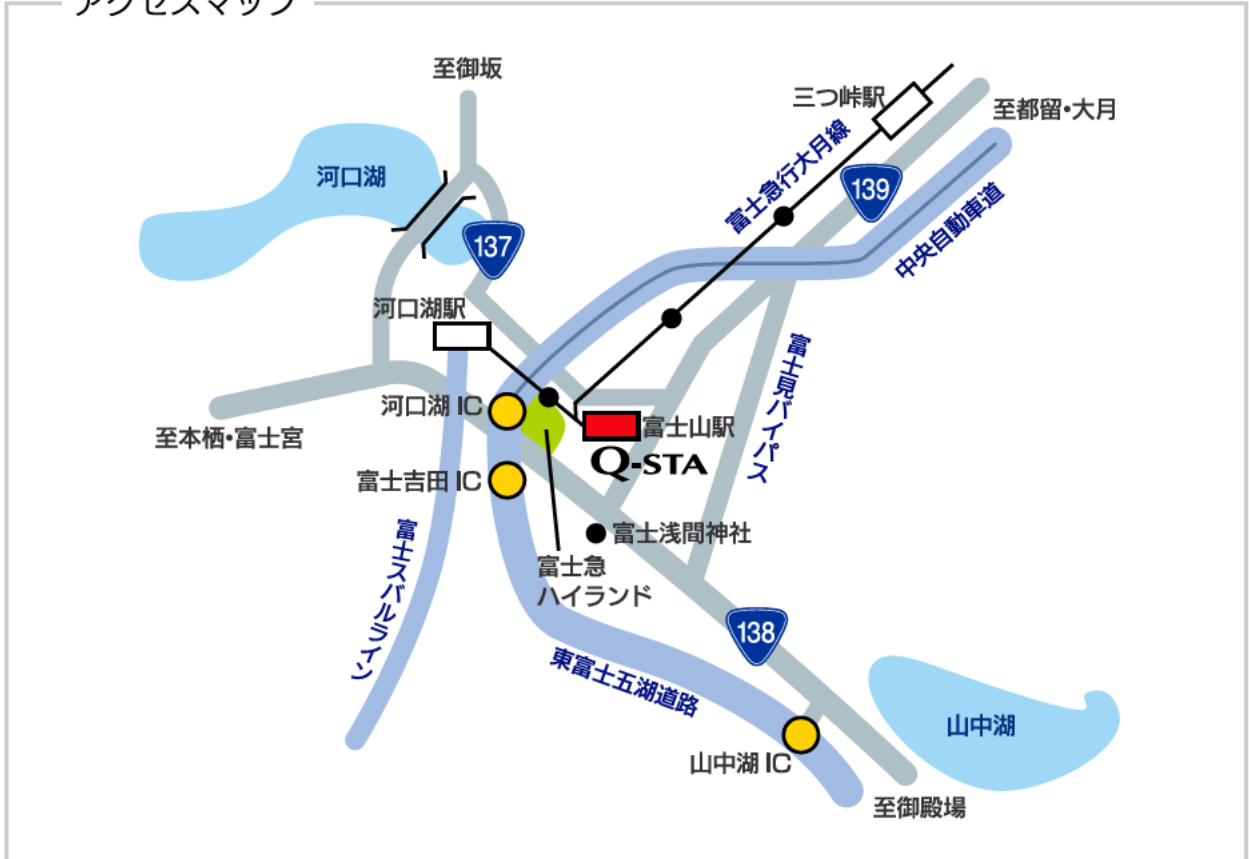 アクセスマップ
至御坂
三つ峠駅
至都留・大月
富士急行大月線
139
河口湖
中央自動車道
137
河口湖駅
富士見バイパス
河口湖 IC
富士山駅
至本栖・富士宮
Q-STA
富士吉田 IC
富士浅間神社
富士スバルライン
富士急
ハイランド
138
東富士五湖道路
山中湖
山中湖 IC
至御殿場